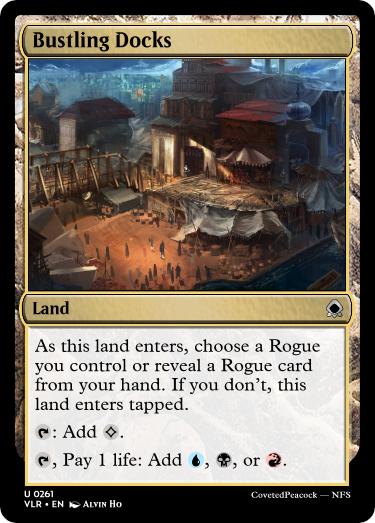 Bustling Docks
Land
As this land enters, choose a Rogue
you control or reveal a Rogue card
from your hand. If you don't, this
land enters tapped.
: Add .
, Pay 1 life: Add , , or .
U 0261
VLR • EN ALVIN HO
CovetedPeacock — NFS